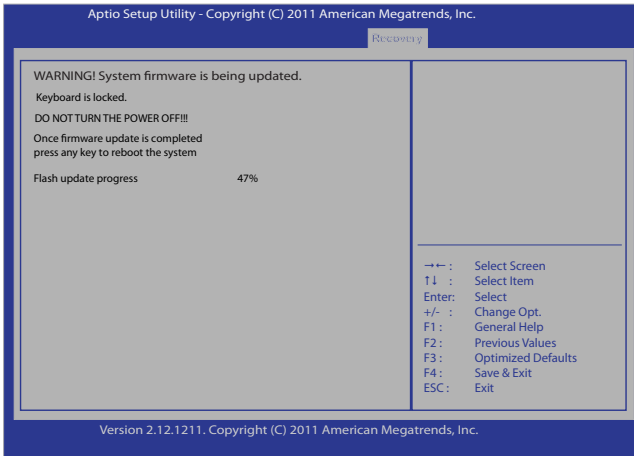 Aptio Setup Utility - Copyright (C) 2011 American Megatrends, Inc.
Recovery
WARNING! System firmware is being updated.
Keyboard is locked.
DO NOT TURN THE POWER OFF!!!
Once firmware update is completed
press any key to reboot the system
Flash update progress 47%
→← : Select Screen
↑↓ : Select Item
Enter: Select
+/- : Change Opt.
F1 : General Help
F2 : Previous Values
F3 : Optimized Defaults
F4 : Save & Exit
ESC : Exit
Version 2.12.1211. Copyright (C) 2011 American Megatrends, Inc.